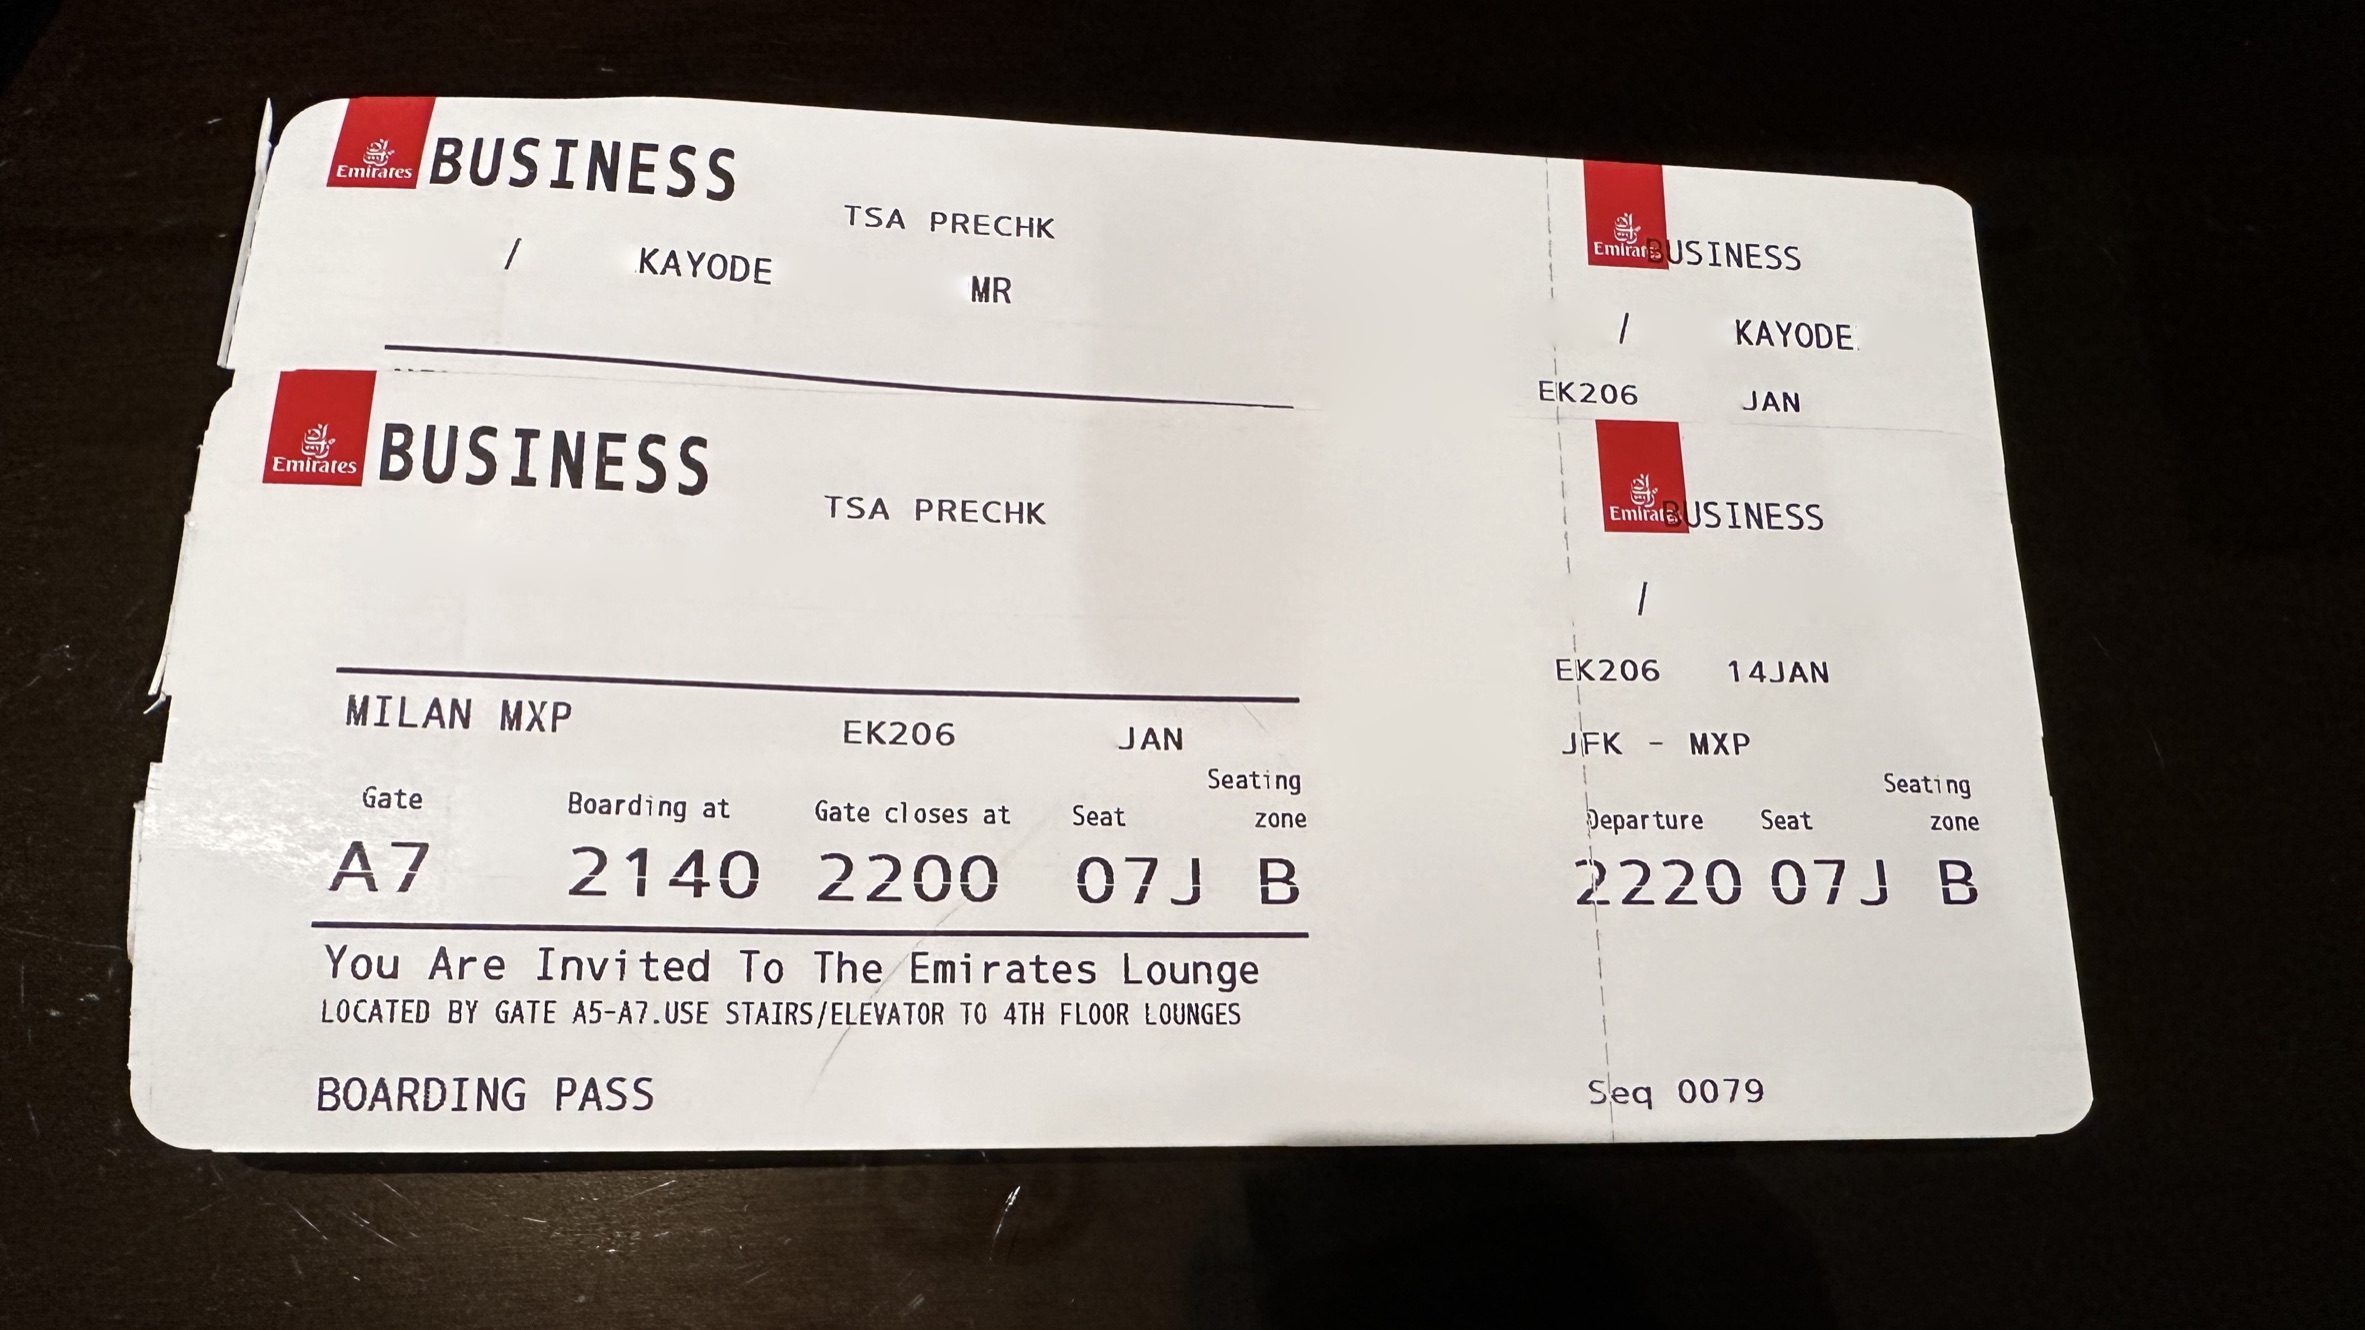 Emirates BUSINESS
TSA PRECHK
/ KAYODE
MR
Emirates BUSINESS
/ KAYODE
EK206 JAN
Emirates BUSINESS
TSA PRECHK
MILAN MXP EK206 JAN
Gate Boarding at Gate closes at Seat Seating zone
A7 2140 2200 07J B
You Are Invited To The Emirates Lounge
LOCATED BY GATE A5-A7.USE STAIRS/ELEVATOR TO 4TH FLOOR LOUNGES
BOARDING PASS
Emirates BUSINESS
/
EK206 14JAN
JFK - MXP
Departure Seat Seating zone
2220 07J B
Seq 0079